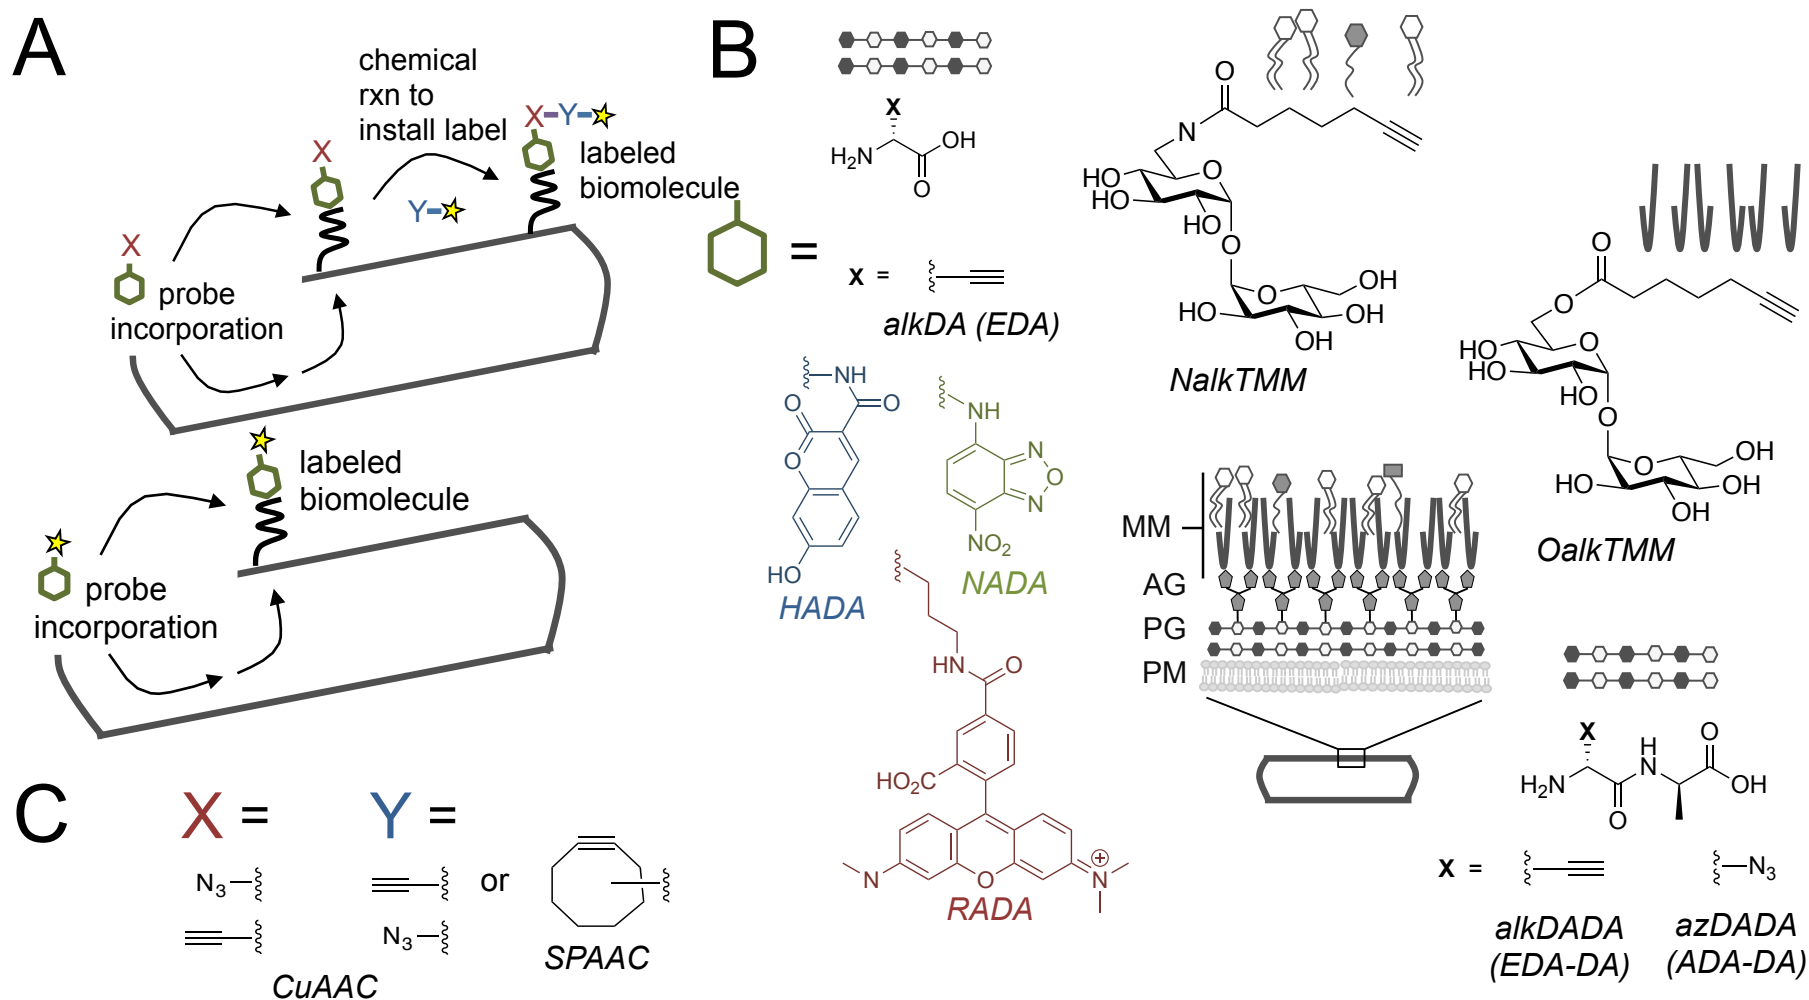 A
chemical
rxn to
install label
X
X–Y–
labeled
biomolecule
Y–
X
probe
incorporation
labeled
biomolecule
probe
incorporation
B
X
H2N
OH
O
=
X =
alkDA (EDA)
O
N
HO
HO
O
HO
O
O
OH
HO
HO
OH
OH
NalkTMM
O
O
HO
HO
O
HO
O
O
OH
HO
HO
OH
OH
OalkTMM
NH
O
O
O
HO
HADA
NH
N
O
N
NO2
NADA
HN
O
HO2C
N
O
N
+
RADA
MM
AG
PG
PM
X
H2N
O
H
N
O
OH
X =
N3
alkDADA
(EDA-DA)
azDADA
(ADA-DA)
C
X =
Y =
N3
or
N3
CuAAC
SPAAC